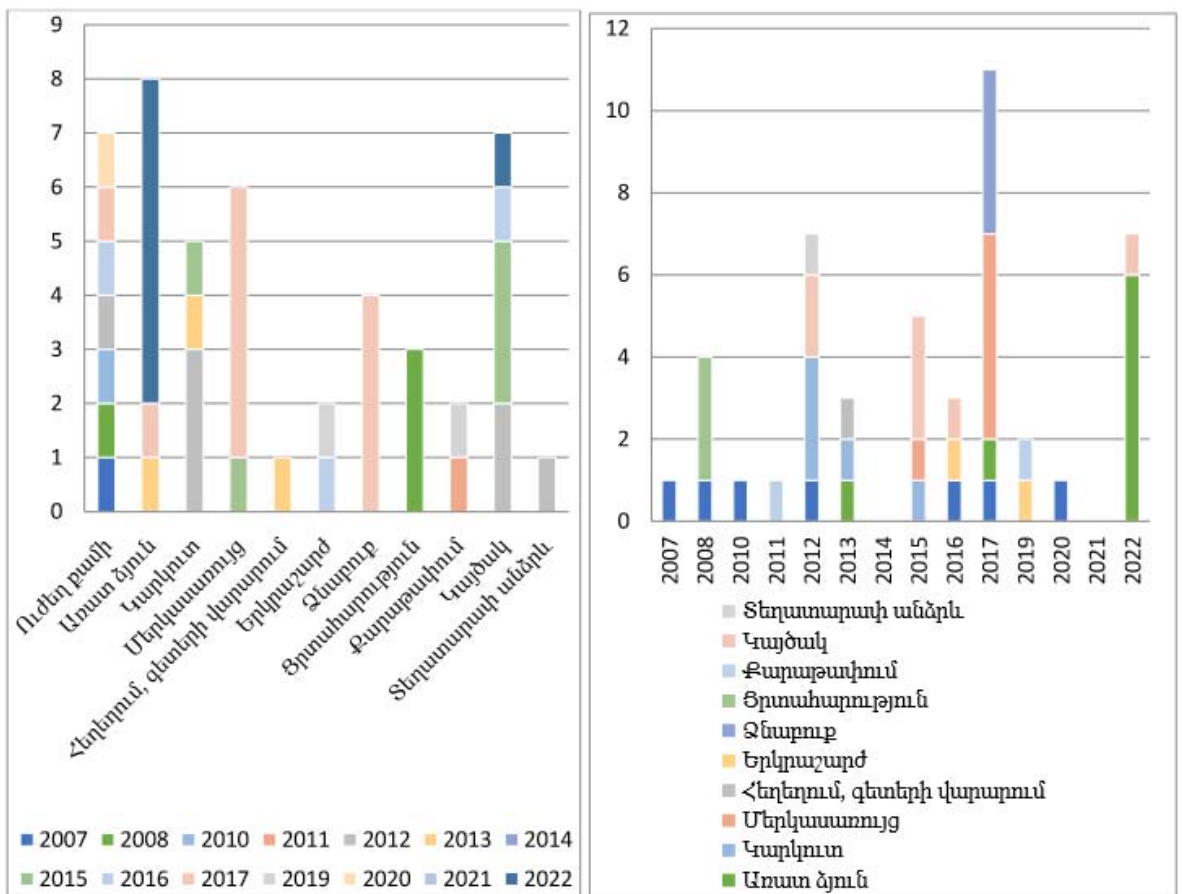 9
8
7
6
5
4
3
2
1
0
Ուժեղ քամի
Առատ ձյուն
Կարկուտ
Մերկասառույց
Հեղեղում, գետերի վարարում
Երկրաշարժ
Ձնաբուք
Ցրտահարություն
Քարաթափում
Կայծակ
Տեղատարափ անձրև
2007 2008 2010 2011 2012 2013 2014
2015 2016 2017 2019 2020 2021 2022
12
10
8
6
4
2
0
2007 2008 2010 2011 2012 2013 2014 2015 2016 2017 2019 2020 2021 2022
Տեղատարափ անձրև
Կայծակ
Քարաթափում
Ցրտահարություն
Ձնաբուք
Երկրաշարժ
Հեղեղում, գետերի վարարում
Մերկասառույց
Կարկուտ
Առատ ձյուն